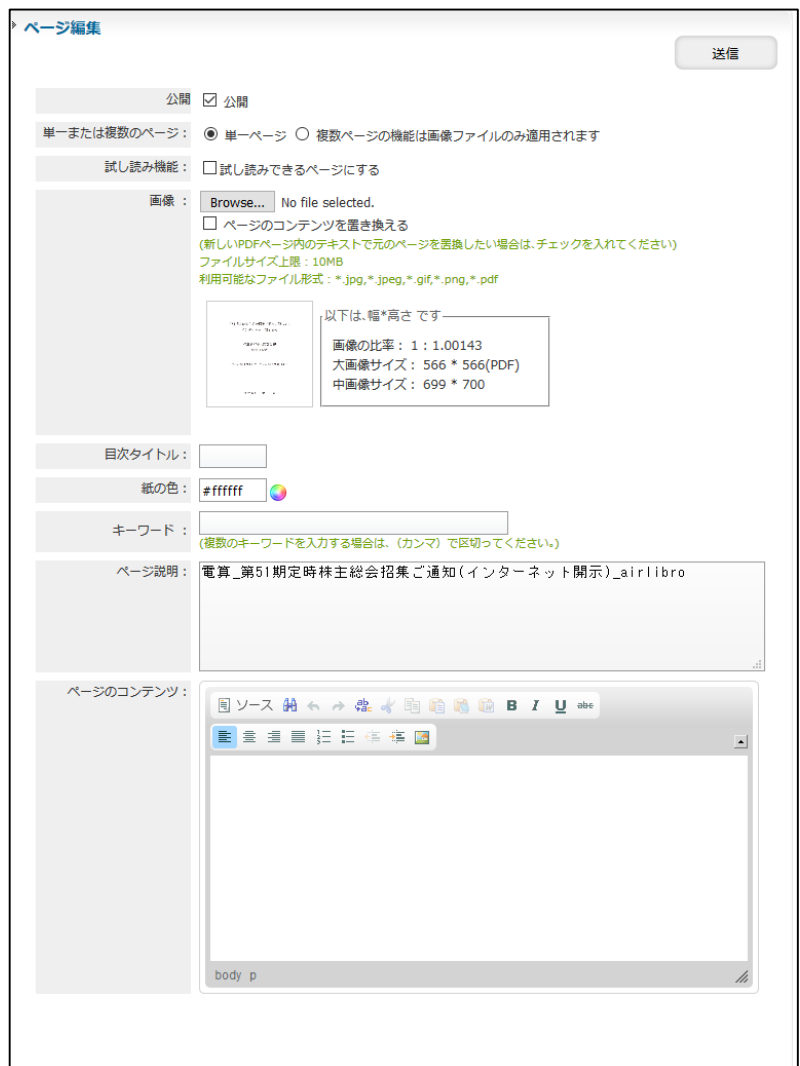 ページ編集
送信
公開 公開
単一または複数のページ： 単一ページ 複数ページの機能は画像ファイルのみ適用されます
試し読み機能： 試し読みできるページにする
画像 ： Browse... No file selected.
ページのコンテンツを置き換える
(新しいPDFページ内のテキストで元のページを置換したい場合は、チェックを入れてください)
ファイルサイズ上限：10MB
利用可能なファイル形式：*.jpg,*.jpeg,*.gif,*.png,*.pdf
以下は、幅*高さ です
画像の比率： 1：1.00143
大画像サイズ： 566 * 566(PDF)
中画像サイズ： 699 * 700
目次タイトル：
紙の色： #ffffff
キーワード ：
(複数のキーワードを入力する場合は、（カンマ）で区切ってください。)
ページ説明： 電算_第51期定時株主総会招集ご通知(インターネット開示)_airlibro
ページのコンテンツ：
ソース B I U abc
body p